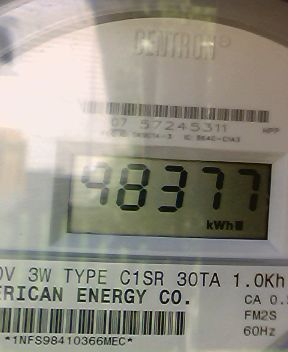 CENTRON®
07 57245311 HPP
98377
kWh
0V 3W TYPE C1SR 30TA 1.0Kh
ERICAN ENERGY CO. CA 0.
FM2S
*1NFS98410366MEC* 60Hz